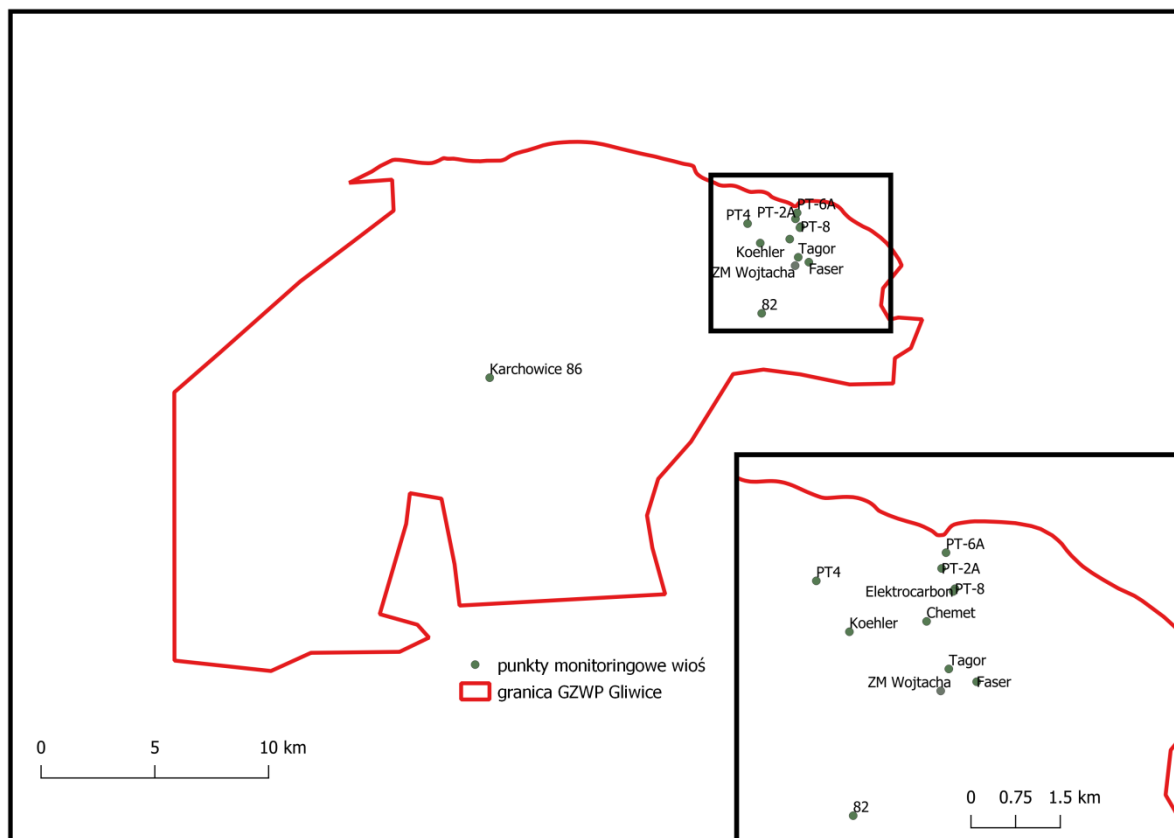 PT-6A
PT-2A
PT4
PT-8
Koehler
Tagor
ZM Wojtacha
Faser
82
Karchowice 86
punkty monitoringowe wioś
granica GZWP Gliwice
0 5 10 km
PT-6A
PT-2A
PT4
Elektrocarbon
PT-8
Chemet
Koehler
Tagor
ZM Wojtacha
Faser
82
0 0.75 1.5 km